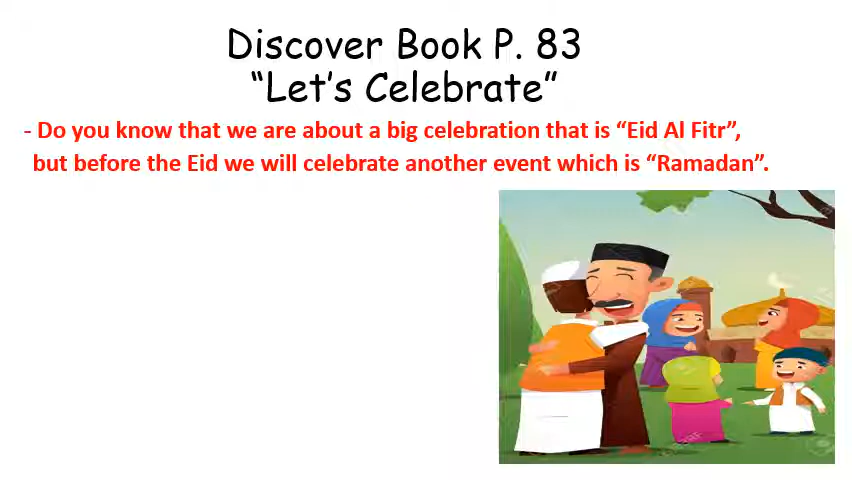 Discover Book P. 83
“Let’s Celebrate”
- Do you know that we are about a big celebration that is “Eid Al Fitr”,
but before the Eid we will celebrate another event which is “Ramadan”.